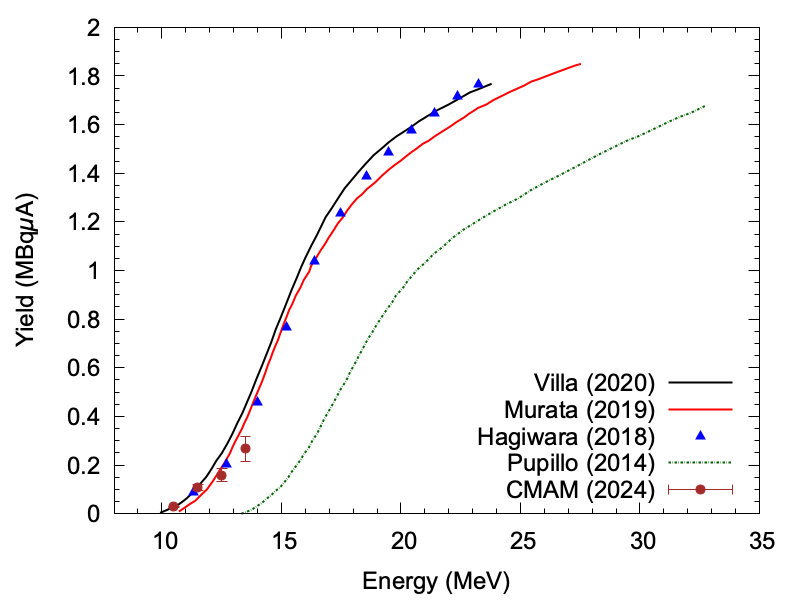 2
1.8
1.6
1.4
1.2
1
0.8
0.6
0.4
0.2
0
Yield (MBqμA)
Villa (2020)
Murata (2019)
Hagiwara (2018)
Pupillo (2014)
CMAM (2024)
10 15 20 25 30 35
Energy (MeV)